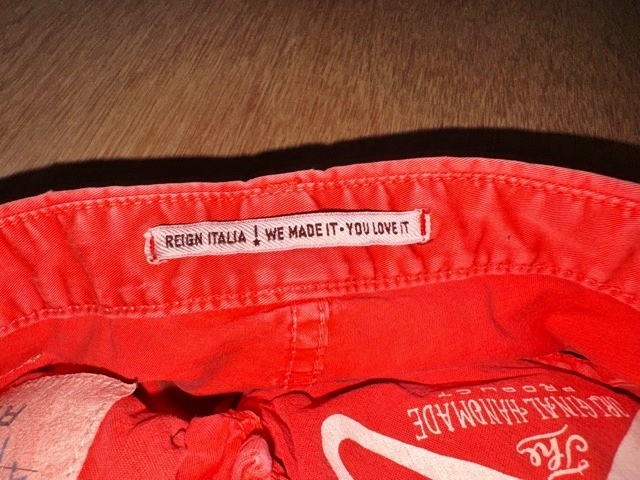 REIGN ITALIA ! WE MADE IT · YOU LOVE IT
The
ORIGINAL HANDMADE
PRODUCT